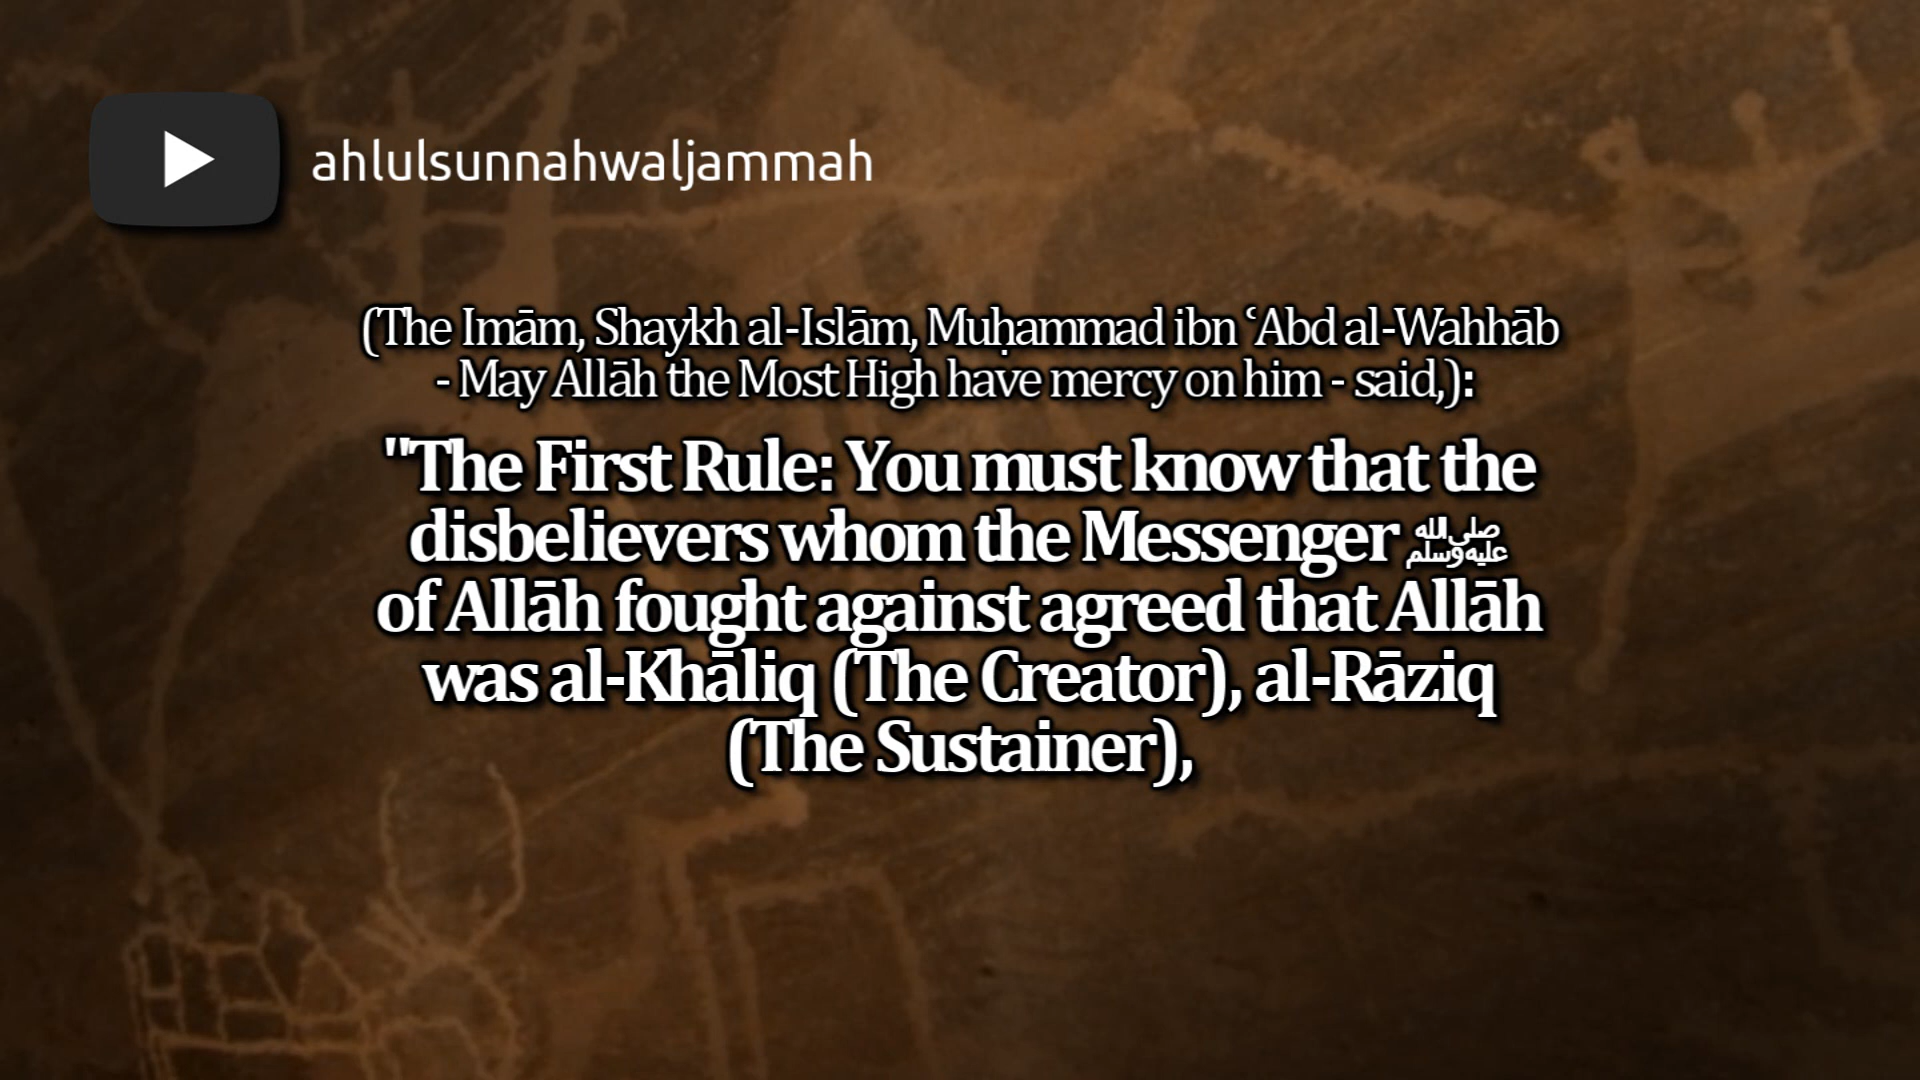 ahlulsunnahwaljammah
(The Imām, Shaykh al-Islām, Muḥammad ibn ʿAbd al-Wahhāb
- May Allāh the Most High have mercy on him - said,):
"The First Rule: You must know that the
disbelievers whom the Messenger ﷺ
of Allāh fought against agreed that Allāh
was al-Khāliq (The Creator), al-Rāziq
(The Sustainer),